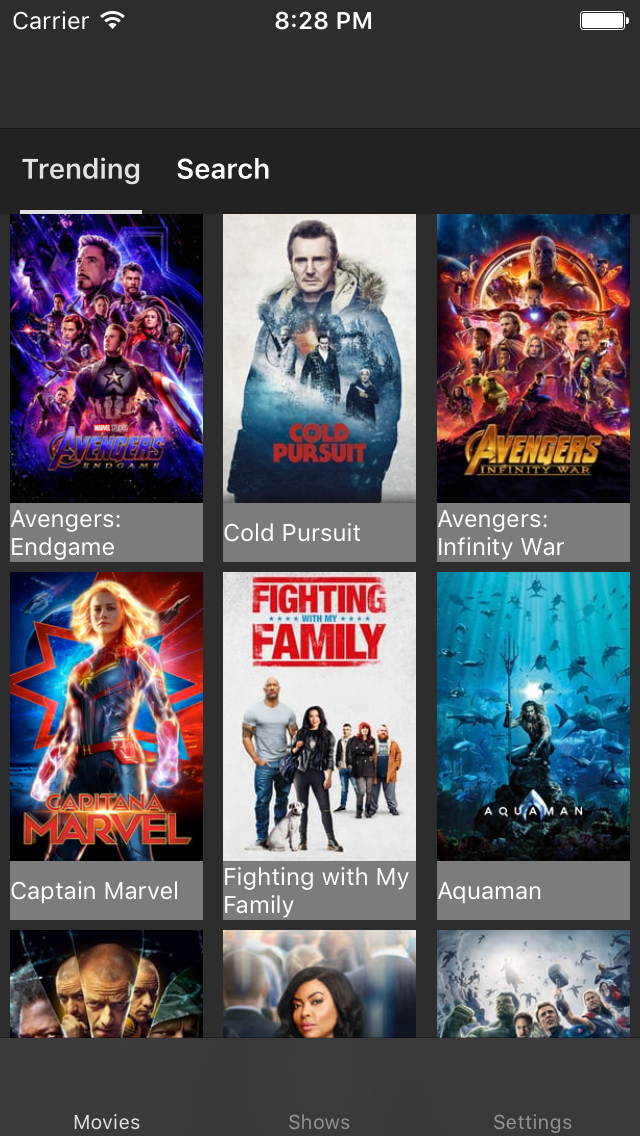 Carrier
8:28 PM
Trending
Search
MARVEL STUDIOS
AVENGERS
ENDGAME
COLD
PURSUIT
AVENGERS
INFINITY WAR
Avengers:
Endgame
Cold Pursuit
Avengers:
Infinity War
CAPITANA
MARVEL
FIGHTING
WITH MY
FAMILY
AQUAMAN
Captain Marvel
Fighting with My
Family
Aquaman
Movies
Shows
Settings